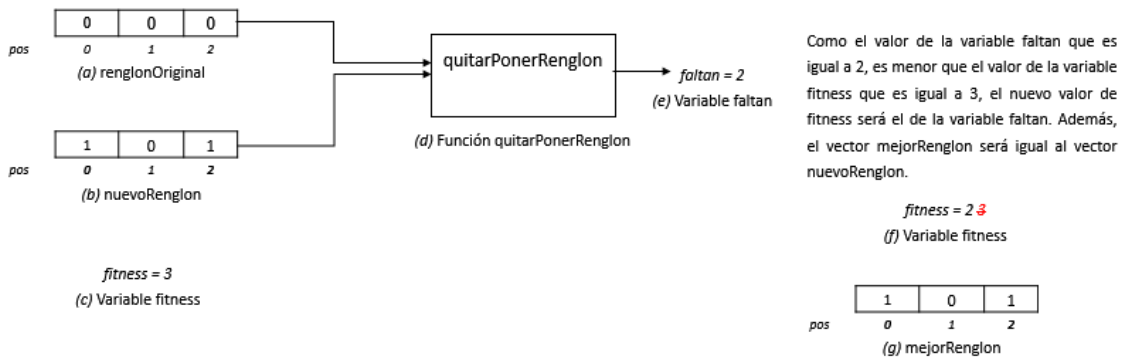 0 0 0
pos 0 1 2
(a) renglonOriginal
1 0 1
pos 0 1 2
(b) nuevoRenglon
fitness = 3
(c) Variable fitness
quitarPonerRenglon
(d) Función quitarPonerRenglon
faltan = 2
(e) Variable faltan
Como el valor de la variable faltan que es
igual a 2, es menor que el valor de la variable
fitness que es igual a 3, el nuevo valor de
fitness será el de la variable faltan. Además,
el vector mejorRenglon será igual al vector
nuevoRenglon.
fitness = 2 3
(f) Variable fitness
1 0 1
pos 0 1 2
(g) mejorRenglon